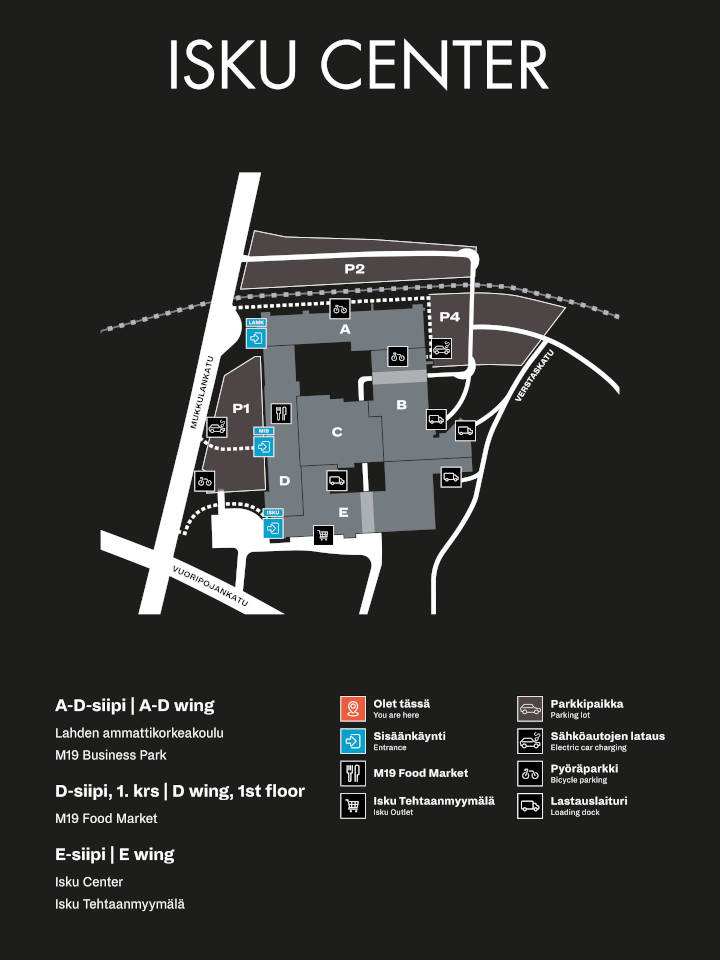 ISKU CENTER
P2
LAMK
A
P4
MUKKULANKATU
VERSTASKATU
P1
B
M19
C
D
E
ISKU
VUORIPOJANKATU
A-D-siipi | A-D wing
Lahden ammattikorkeakoulu
M19 Business Park
D-siipi, 1. krs | D wing, 1st floor
M19 Food Market
E-siipi | E wing
Isku Center
Isku Tehtaanmyymälä
Olet tässä
You are here
Sisäänkäynti
Entrance
M19 Food Market
Isku Tehtaanmyymälä
Isku Outlet
Parkkipaikka
Parking lot
Sähköautojen lataus
Electric car charging
Pyöräparkki
Bicycle parking
Lastauslaituri
Loading dock